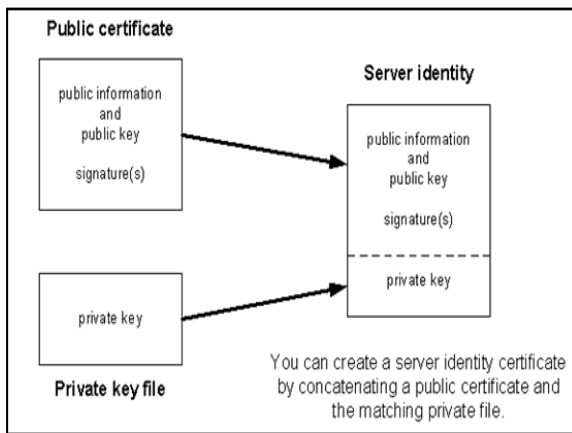 Public certificate
public information
and
public key
signature(s)
private key
Private key file
Server identity
public information
and
public key
signature(s)
private key
You can create a server identity certificate
by concatenating a public certificate and
the matching private file.